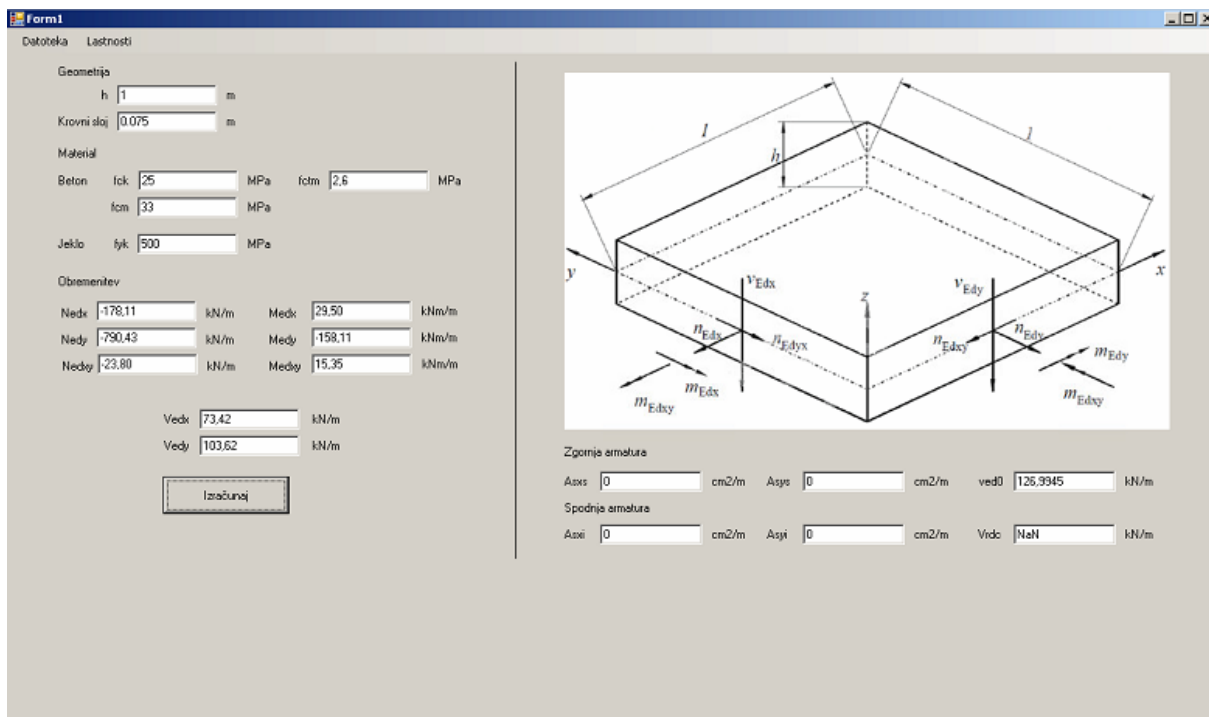 Form1
Datoteka Lastnosti
Geometrija
h 1 m
Krovni sloj 0.075 m
Material
Beton fck 25 MPa fctm 2,6 MPa
fcm 33 MPa
Jeklo fyk 500 MPa
Obremenitev
Nedx -178,11 kN/m Medx 29,50 kNm/m
Nedy -790,43 kN/m Medy -158,11 kNm/m
Nedxy -23,80 kN/m Medxy 15,35 kNm/m
Vedx 73,42 kN/m
Vedy 103,62 kN/m
Izračunaj
l l
h
y x
vEdx z vEdy
nEdx nEdyx nEdxy nEdy
mEdx mEdy
mEdxy mEdxy
Zgornja armatura
Asxs 0 cm2/m Asys 0 cm2/m ved0 126,9945 kN/m
Spodnja armatura
Asxi 0 cm2/m Asyi 0 cm2/m Vrdc NaN kN/m